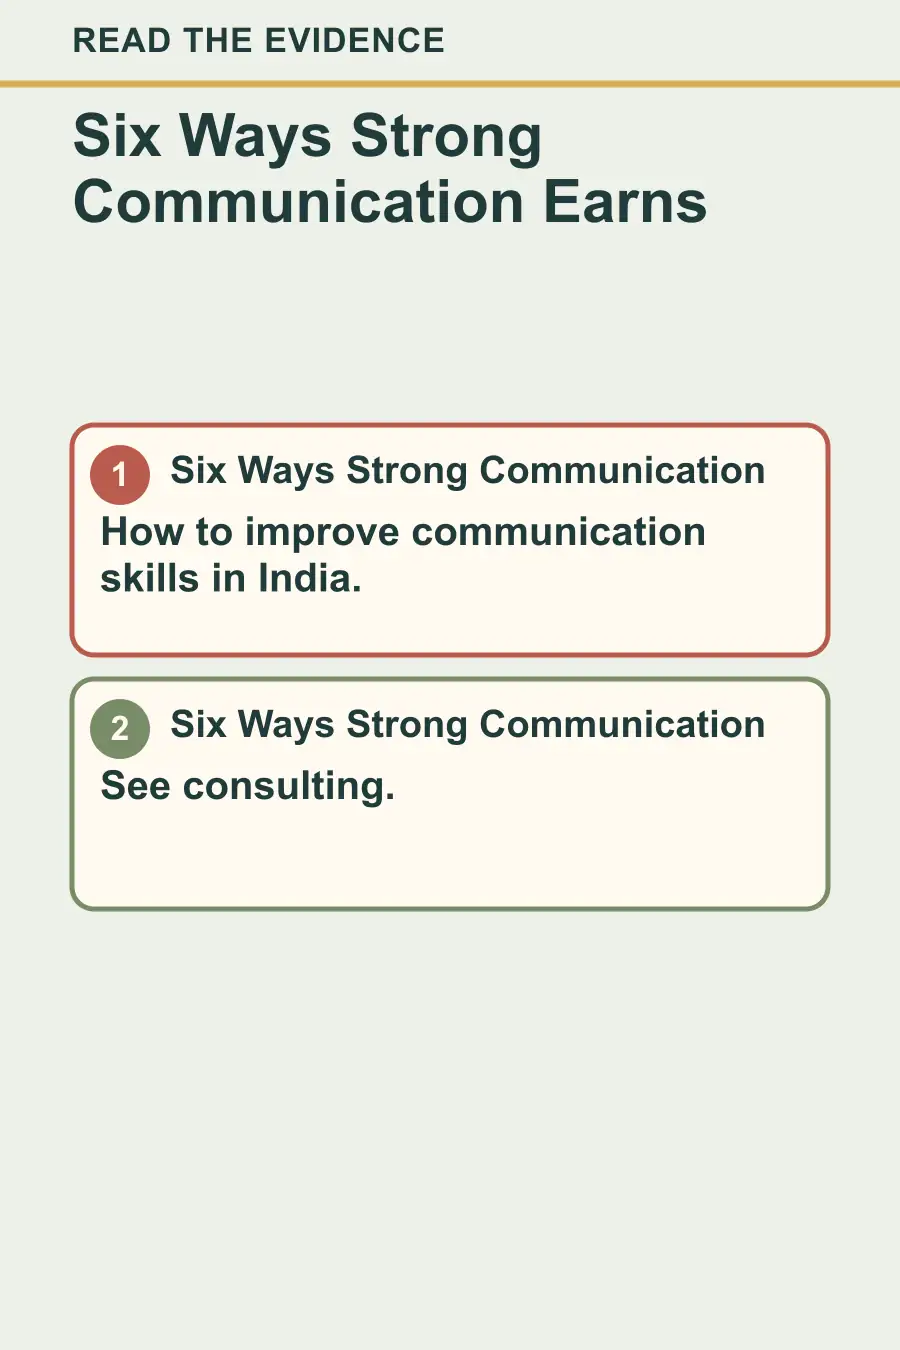 READ THE EVIDENCE
Six Ways Strong
Communication Earns
1 Six Ways Strong Communication
How to improve communication
skills in India.
2 Six Ways Strong Communication
See consulting.